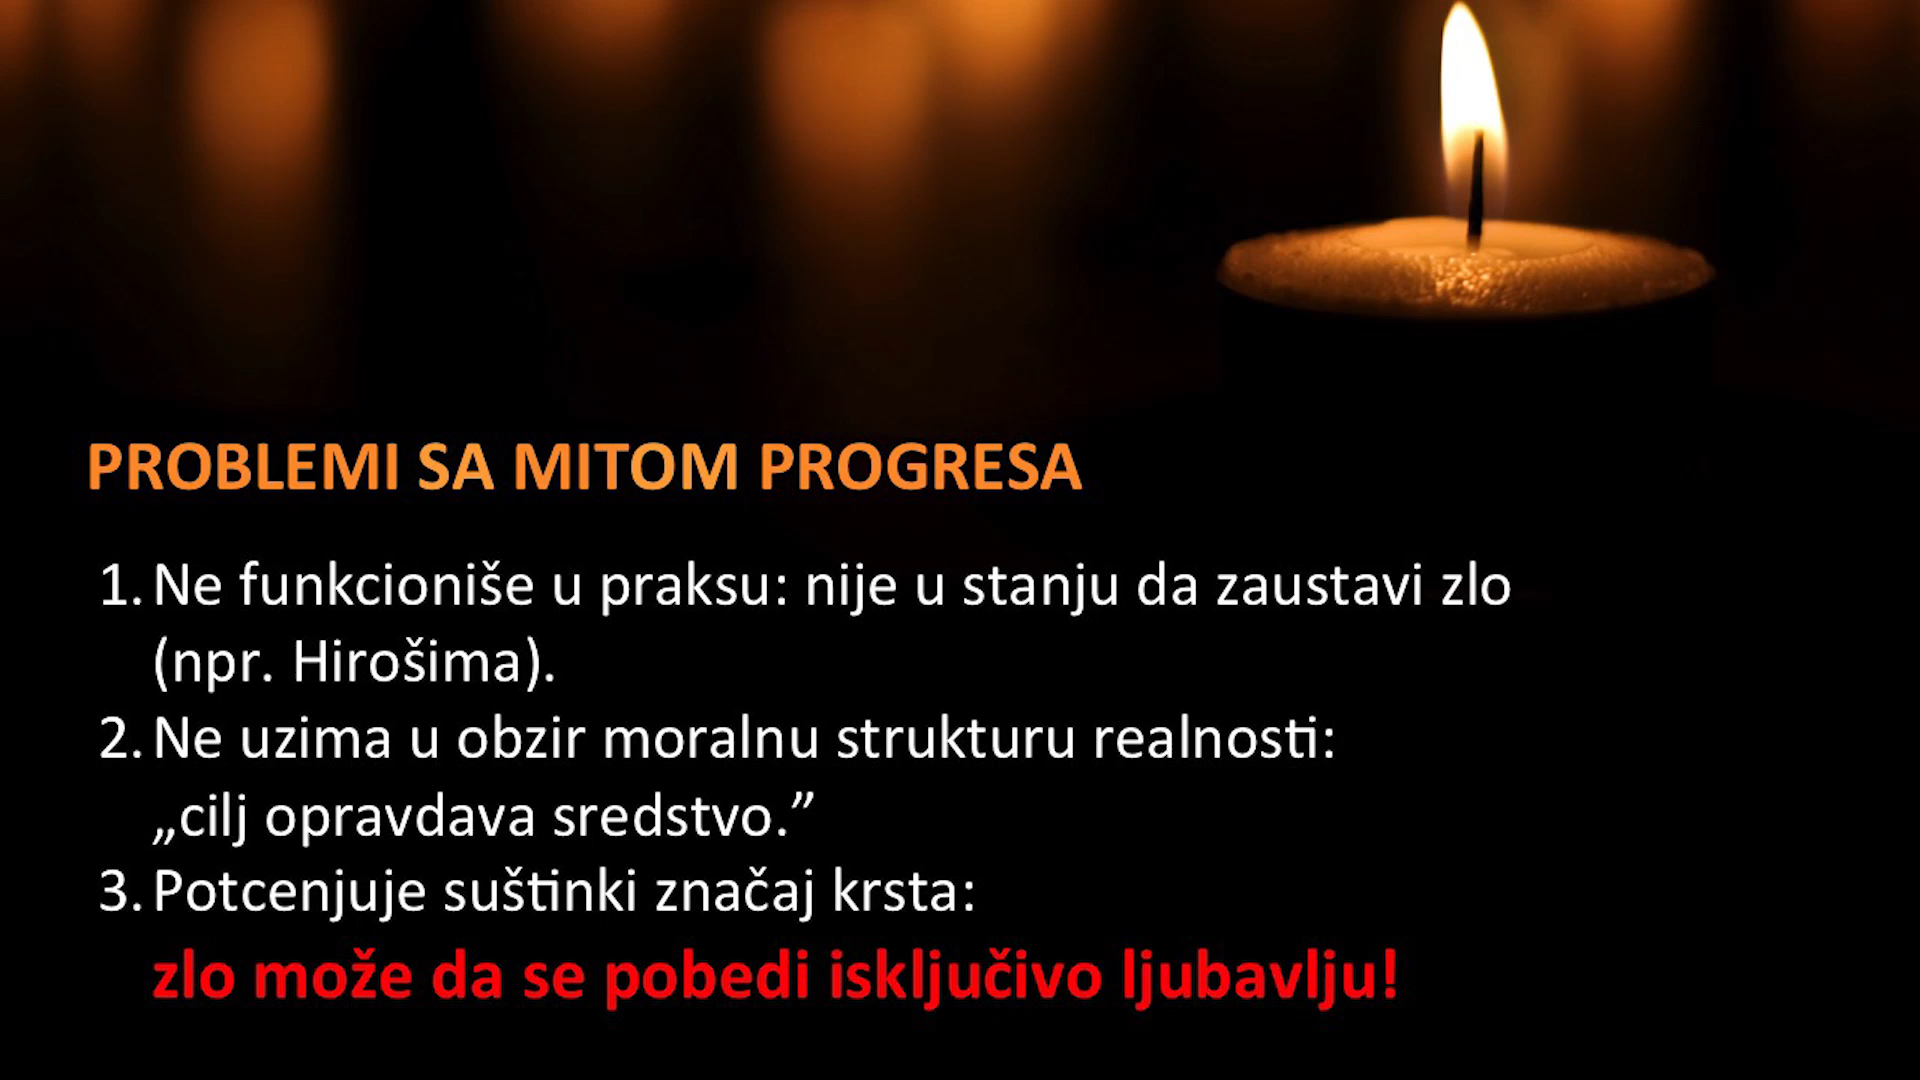 PROBLEMI SA MITOM PROGRESA
1. Ne funkcioniše u praksu: nije u stanju da zaustavi zlo
(npr. Hirošima).
2. Ne uzima u obzir moralnu strukturu realnosti:
„cilj opravdava sredstvo.”
3. Potcenjuje suštinki značaj krsta:
zlo može da se pobedi isključivo ljubavlju!